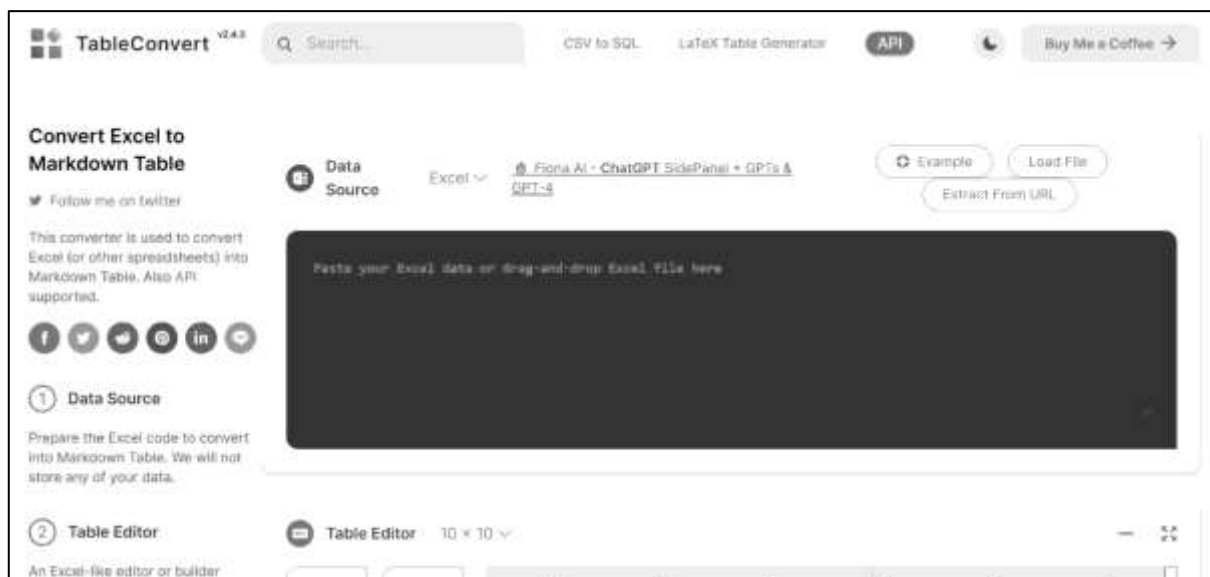 TableConvert v2.4.3
Search...
CSV to SQL
LaTeX Table Generator
API
Buy Me a Coffee →
Convert Excel to
Markdown Table
Follow me on twitter
This converter is used to convert
Excel (or other spreadsheets) into
Markdown Table. Also API
supported.
1 Data Source
Prepare the Excel code to convert
into Markdown Table. We will not
store any of your data.
2 Table Editor
An Excel-like editor or builder
Data
Source
Excel
Fiona AI - ChatGPT SidePanel + GPTs &
GPT-4
Example
Load File
Extract From URL
Paste your Excel data or drag-and-drop Excel file here
Table Editor
10 × 10